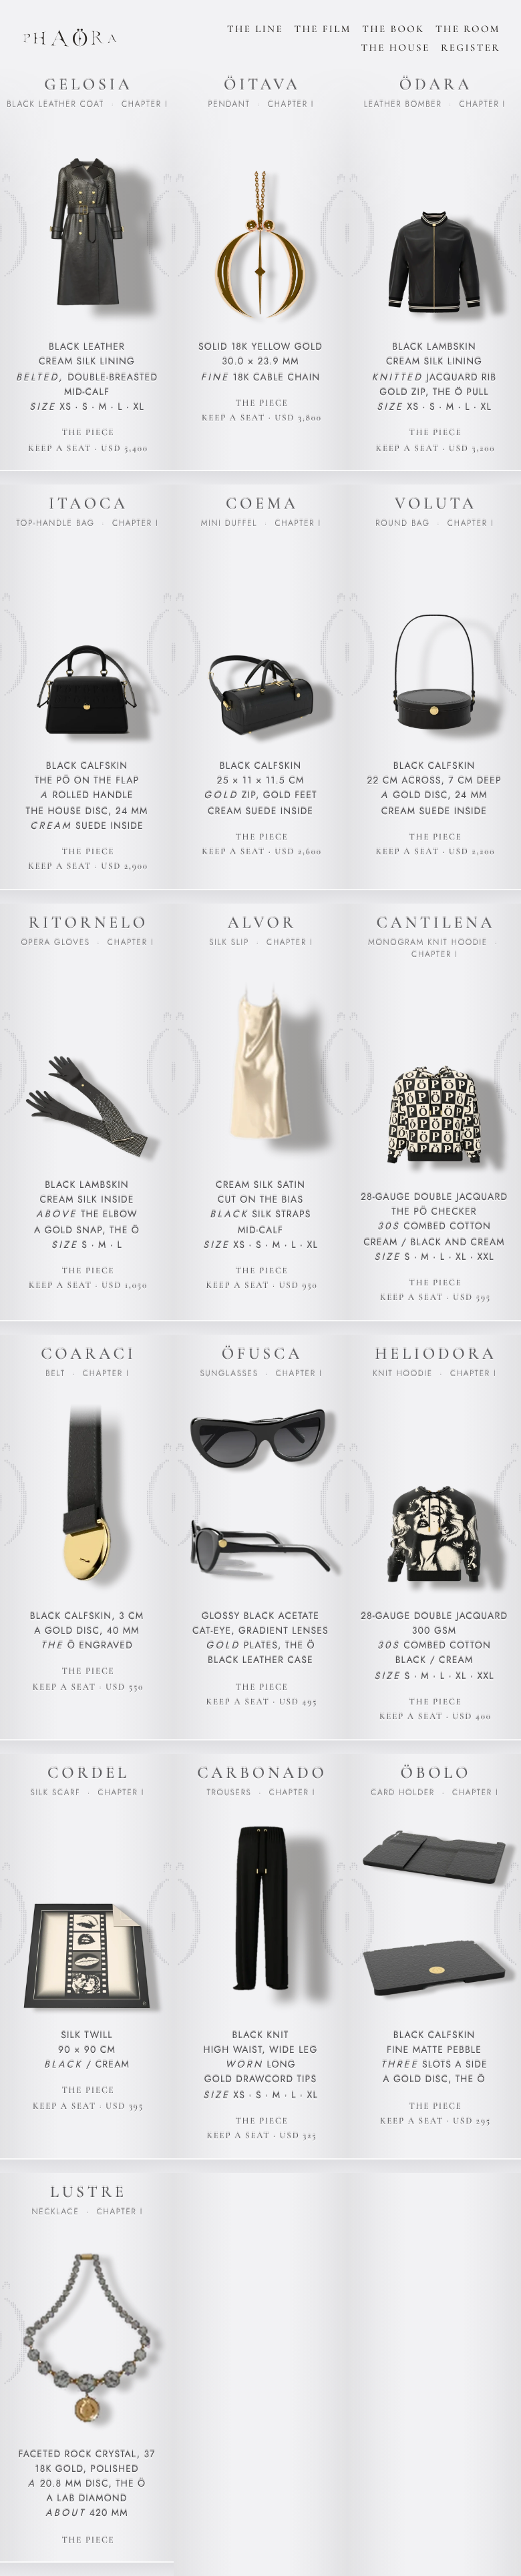 PHAÖRA
THE LINE THE FILM THE BOOK THE ROOM
THE HOUSE REGISTER
GELOSIA
BLACK LEATHER COAT · CHAPTER I
BLACK LEATHER
CREAM SILK LINING
BELTED, DOUBLE-BREASTED
MID-CALF
SIZE XS · S · M · L · XL
THE PIECE
KEEP A SEAT · USD 5,400
ÖITAVA
PENDANT · CHAPTER I
SOLID 18K YELLOW GOLD
30.0 × 23.9 MM
FINE 18K CABLE CHAIN
THE PIECE
KEEP A SEAT · USD 3,800
ÖDARA
LEATHER BOMBER · CHAPTER I
BLACK LAMBSKIN
CREAM SILK LINING
KNITTED JACQUARD RIB
GOLD ZIP, THE Ö PULL
SIZE XS · S · M · L · XL
THE PIECE
KEEP A SEAT · USD 3,200
ITAOCA
TOP-HANDLE BAG · CHAPTER I
BLACK CALFSKIN
THE PÖ ON THE FLAP
A ROLLED HANDLE
THE HOUSE DISC, 24 MM
CREAM SUEDE INSIDE
THE PIECE
KEEP A SEAT · USD 2,900
COEMA
MINI DUFFEL · CHAPTER I
BLACK CALFSKIN
25 × 11 × 11.5 CM
GOLD ZIP, GOLD FEET
CREAM SUEDE INSIDE
THE PIECE
KEEP A SEAT · USD 2,600
VOLUTA
ROUND BAG · CHAPTER I
BLACK CALFSKIN
22 CM ACROSS, 7 CM DEEP
A GOLD DISC, 24 MM
CREAM SUEDE INSIDE
THE PIECE
KEEP A SEAT · USD 2,200
RITORNELO
OPERA GLOVES · CHAPTER I
BLACK LAMBSKIN
CREAM SILK INSIDE
ABOVE THE ELBOW
A GOLD SNAP, THE Ö
SIZE S · M · L
THE PIECE
KEEP A SEAT · USD 1,050
ALVOR
SILK SLIP · CHAPTER I
CREAM SILK SATIN
CUT ON THE BIAS
BLACK SILK STRAPS
MID-CALF
SIZE XS · S · M · L · XL
THE PIECE
KEEP A SEAT · USD 950
CANTILENA
MONOGRAM KNIT HOODIE ·
CHAPTER I
28-GAUGE DOUBLE JACQUARD
THE PÖ CHECKER
30S COMBED COTTON
CREAM / BLACK AND CREAM
SIZE S · M · L · XL · XXL
THE PIECE
KEEP A SEAT · USD 595
COARACI
BELT · CHAPTER I
BLACK CALFSKIN, 3 CM
A GOLD DISC, 40 MM
THE Ö ENGRAVED
THE PIECE
KEEP A SEAT · USD 550
ÖFUSCA
SUNGLASSES · CHAPTER I
GLOSSY BLACK ACETATE
CAT-EYE, GRADIENT LENSES
GOLD PLATES, THE Ö
BLACK LEATHER CASE
THE PIECE
KEEP A SEAT · USD 495
HELIODORA
KNIT HOODIE · CHAPTER I
28-GAUGE DOUBLE JACQUARD
300 GSM
30S COMBED COTTON
BLACK / CREAM
SIZE S · M · L · XL · XXL
THE PIECE
KEEP A SEAT · USD 400
CORDEL
SILK SCARF · CHAPTER I
SILK TWILL
90 × 90 CM
BLACK / CREAM
THE PIECE
KEEP A SEAT · USD 395
CARBONADO
TROUSERS · CHAPTER I
BLACK KNIT
HIGH WAIST, WIDE LEG
WORN LONG
GOLD DRAWCORD TIPS
SIZE XS · S · M · L · XL
THE PIECE
KEEP A SEAT · USD 325
ÖBOLO
CARD HOLDER · CHAPTER I
BLACK CALFSKIN
FINE MATTE PEBBLE
THREE SLOTS A SIDE
A GOLD DISC, THE Ö
THE PIECE
KEEP A SEAT · USD 295
LUSTRE
NECKLACE · CHAPTER I
FACETED ROCK CRYSTAL, 37
18K GOLD, POLISHED
A 20.8 MM DISC, THE Ö
A LAB DIAMOND
ABOUT 420 MM
THE PIECE